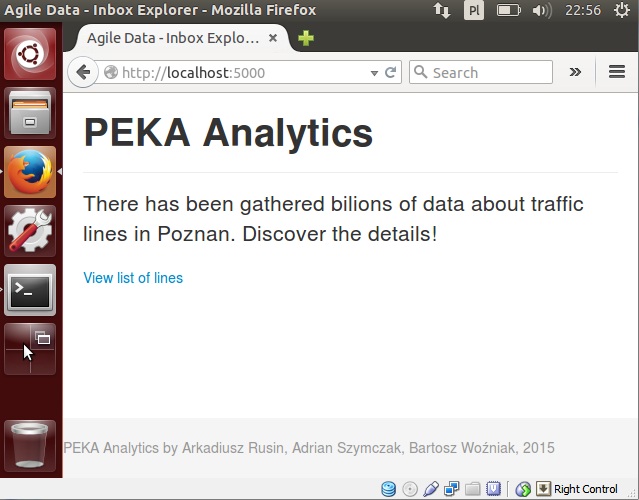 Agile Data - Inbox Explorer - Mozilla Firefox
Pl
22:56
Agile Data - Inbox Explo...
http://localhost:5000
Search
PEKA Analytics
There has been gathered bilions of data about traffic
lines in Poznan. Discover the details!
View list of lines
PEKA Analytics by Arkadiusz Rusin, Adrian Szymczak, Bartosz Woźniak, 2015
Right Control